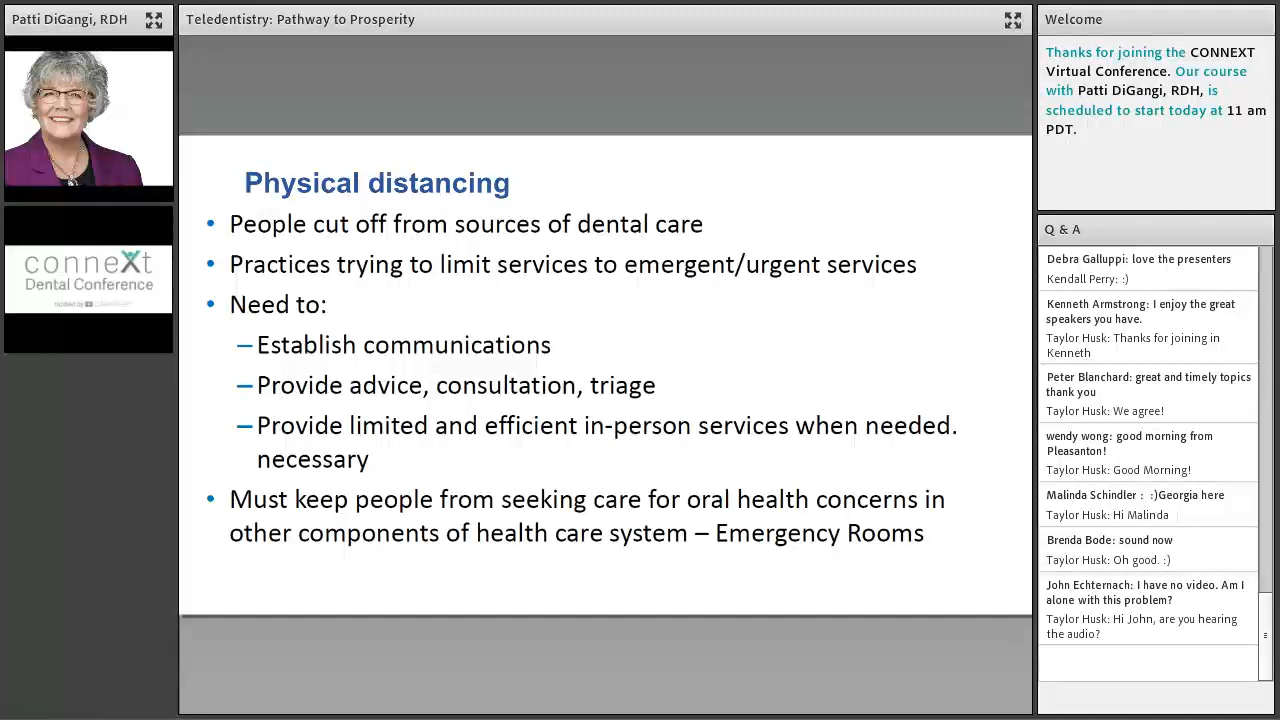 Patti DiGangi, RDH
conneXt
Dental Conference
Teledentistry: Pathway to Prosperity
Physical distancing
• People cut off from sources of dental care
• Practices trying to limit services to emergent/urgent services
• Need to:
– Establish communications
– Provide advice, consultation, triage
– Provide limited and efficient in-person services when needed.
necessary
• Must keep people from seeking care for oral health concerns in
other components of health care system – Emergency Rooms
Welcome
Thanks for joining the CONNEXT
Virtual Conference. Our course
with Patti DiGangi, RDH, is
scheduled to start today at 11 am
PDT.
Q & A
Debra Galluppi: love the presenters
Kendall Perry: :)
Kenneth Armstrong: I enjoy the great
speakers you have.
Taylor Husk: Thanks for joining in
Kenneth
Peter Blanchard: great and timely topics
thank you
Taylor Husk: We agree!
wendy wong: good morning from
Pleasanton!
Taylor Husk: Good Morning!
Malinda Schindler : :)Georgia here
Taylor Husk: Hi Malinda
Brenda Bode: sound now
Taylor Husk: Oh good. :)
John Echternach: I have no video. Am I
alone with this problem?
Taylor Husk: Hi John, are you hearing
the audio?